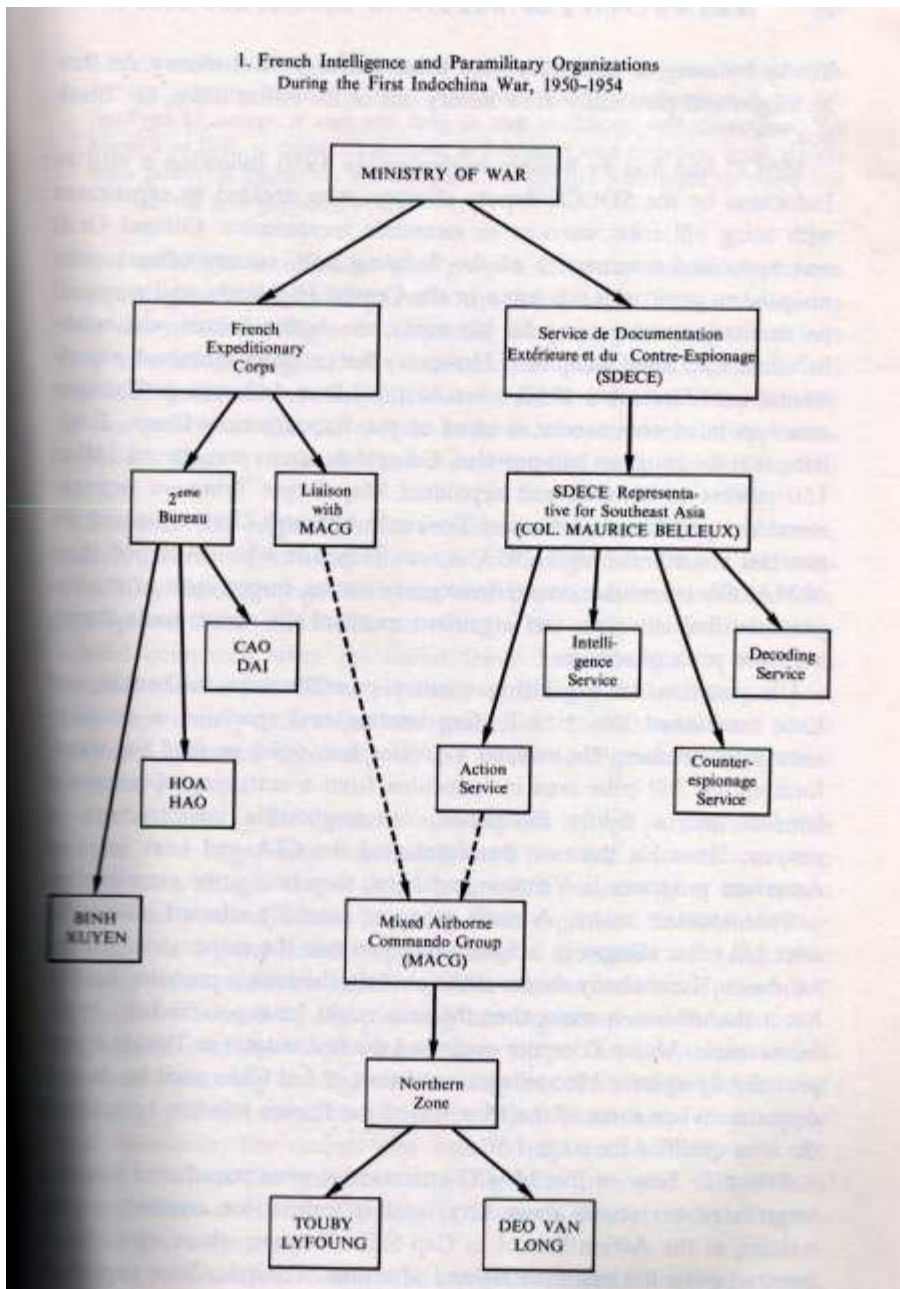 1. French Intelligence and Paramilitary Organizations
During the First Indochina War, 1950–1954
MINISTRY OF WAR
French
Expeditionary
Corps
Service de Documentation
Extérieure et du Contre-Espionage
(SDECE)
2eme
Bureau
Liaison
with
MACG
SDECE Representa-
tive for Southeast Asia
(COL. MAURICE BELLEUX)
CAO
DAI
Intelli-
gence
Service
Decoding
Service
HOA
HAO
Action
Service
Counter-
espionage
Service
BINH
XUYEN
Mixed Airborne
Commando Group
(MACG)
Northern
Zone
TOUBY
LYFOUNG
DEO VAN
LONG